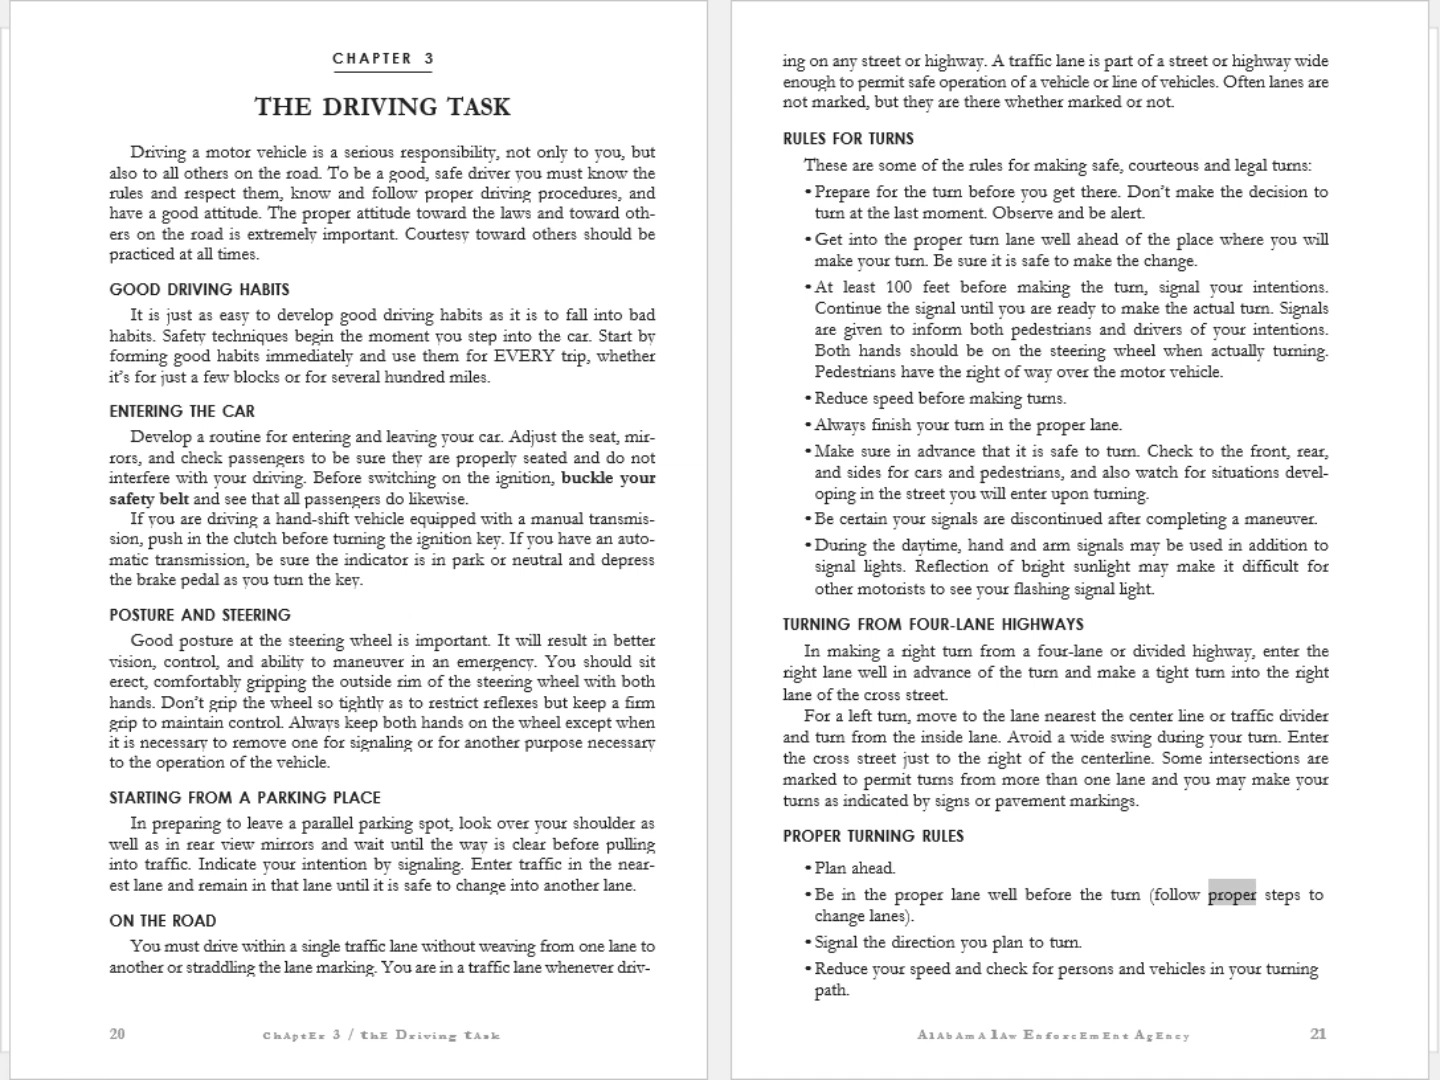 CHAPTER 3
THE DRIVING TASK
Driving a motor vehicle is a serious responsibility, not only to you, but
also to all others on the road. To be a good, safe driver you must know the
rules and respect them, know and follow proper driving procedures, and
have a good attitude. The proper attitude toward the laws and toward oth-
ers on the road is extremely important. Courtesy toward others should be
practiced at all times.
GOOD DRIVING HABITS
It is just as easy to develop good driving habits as it is to fall into bad
habits. Safety techniques begin the moment you step into the car. Start by
forming good habits immediately and use them for EVERY trip, whether
it's for just a few blocks or for several hundred miles.
ENTERING THE CAR
Develop a routine for entering and leaving your car. Adjust the seat, mir-
rors, and check passengers to be sure they are properly seated and do not
interfere with your driving. Before switching on the ignition, buckle your
safety belt and see that all passengers do likewise.
If you are driving a hand-shift vehicle equipped with a manual transmis-
sion, push in the clutch before turning the ignition key. If you have an auto-
matic transmission, be sure the indicator is in park or neutral and depress
the brake pedal as you turn the key.
POSTURE AND STEERING
Good posture at the steering wheel is important. It will result in better
vision, control, and ability to maneuver in an emergency. You should sit
erect, comfortably gripping the outside rim of the steering wheel with both
hands. Don't grip the wheel so tightly as to restrict reflexes but keep a firm
grip to maintain control. Always keep both hands on the wheel except when
it is necessary to remove one for signaling or for another purpose necessary
to the operation of the vehicle.
STARTING FROM A PARKING PLACE
In preparing to leave a parallel parking spot, look over your shoulder as
well as in rear view mirrors and wait until the way is clear before pulling
into traffic. Indicate your intention by signaling. Enter traffic in the near-
est lane and remain in that lane until it is safe to change into another lane.
ON THE ROAD
You must drive within a single traffic lane without weaving from one lane to
another or straddling the lane marking. You are in a traffic lane whenever driv-
20 ChAptEr 3 / thE Driving tAsk
ing on any street or highway. A traffic lane is part of a street or highway wide
enough to permit safe operation of a vehicle or line of vehicles. Often lanes are
not marked, but they are there whether marked or not.
RULES FOR TURNS
These are some of the rules for making safe, courteous and legal turns:
• Prepare for the turn before you get there. Don't make the decision to
turn at the last moment. Observe and be alert.
• Get into the proper turn lane well ahead of the place where you will
make your turn. Be sure it is safe to make the change.
• At least 100 feet before making the turn, signal your intentions.
Continue the signal until you are ready to make the actual turn. Signals
are given to inform both pedestrians and drivers of your intentions.
Both hands should be on the steering wheel when actually turning.
Pedestrians have the right of way over the motor vehicle.
• Reduce speed before making turns.
• Always finish your turn in the proper lane.
• Make sure in advance that it is safe to turn. Check to the front, rear,
and sides for cars and pedestrians, and also watch for situations devel-
oping in the street you will enter upon turning.
• Be certain your signals are discontinued after completing a maneuver.
• During the daytime, hand and arm signals may be used in addition to
signal lights. Reflection of bright sunlight may make it difficult for
other motorists to see your flashing signal light.
TURNING FROM FOUR-LANE HIGHWAYS
In making a right turn from a four-lane or divided highway, enter the
right lane well in advance of the turn and make a tight turn into the right
lane of the cross street.
For a left turn, move to the lane nearest the center line or traffic divider
and turn from the inside lane. Avoid a wide swing during your turn. Enter
the cross street just to the right of the centerline. Some intersections are
marked to permit turns from more than one lane and you may make your
turns as indicated by signs or pavement markings.
PROPER TURNING RULES
• Plan ahead.
• Be in the proper lane well before the turn (follow proper steps to
change lanes).
• Signal the direction you plan to turn.
• Reduce your speed and check for persons and vehicles in your turning
path.
AlAbAmA lAw EnforcEmEnt AgEncy 21